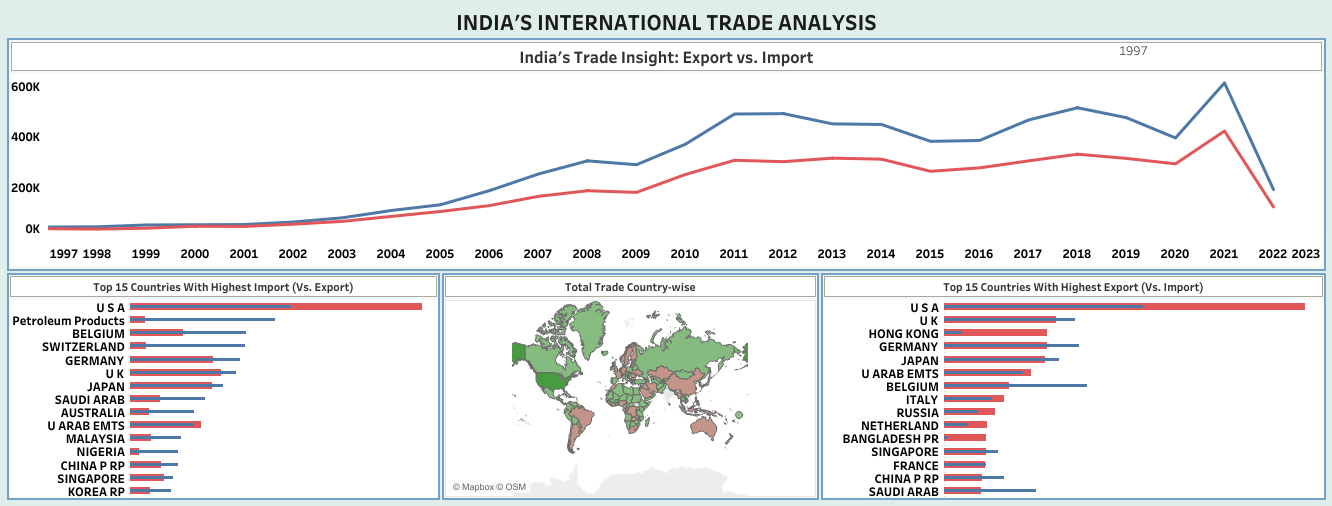 INDIA'S INTERNATIONAL TRADE ANALYSIS
India's Trade Insight: Export vs. Import
1997
600K
400K
200K
0K
1997 1998 1999 2000 2001 2002 2003 2004 2005 2006 2007 2008 2009 2010 2011 2012 2013 2014 2015 2016 2017 2018 2019 2020 2021 2022 2023
Top 15 Countries With Highest Import (Vs. Export)
U S A
Petroleum Products
BELGIUM
SWITZERLAND
GERMANY
U K
JAPAN
SAUDI ARAB
AUSTRALIA
U ARAB EMTS
MALAYSIA
NIGERIA
CHINA P RP
SINGAPORE
KOREA RP
Total Trade Country-wise
© Mapbox © OSM
Top 15 Countries With Highest Export (Vs. Import)
U S A
U K
HONG KONG
GERMANY
JAPAN
U ARAB EMTS
BELGIUM
ITALY
RUSSIA
NETHERLAND
BANGLADESH PR
SINGAPORE
FRANCE
CHINA P RP
SAUDI ARAB